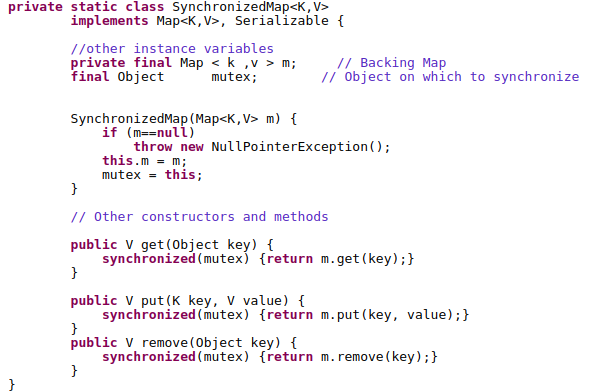 private static class SynchronizedMap<K,V>
implements Map<K,V>, Serializable {
//other instance variables
private final Map < k ,v > m;     // Backing Map
final Object      mutex;        // Object on which to synchronize
SynchronizedMap(Map<K,V> m) {
if (m==null)
throw new NullPointerException();
this.m = m;
mutex = this;
}
// Other constructors and methods
public V get(Object key) {
synchronized(mutex) {return m.get(key);}
}
public V put(K key, V value) {
synchronized(mutex) {return m.put(key, value);}
}
public V remove(Object key) {
synchronized(mutex) {return m.remove(key);}
}
}